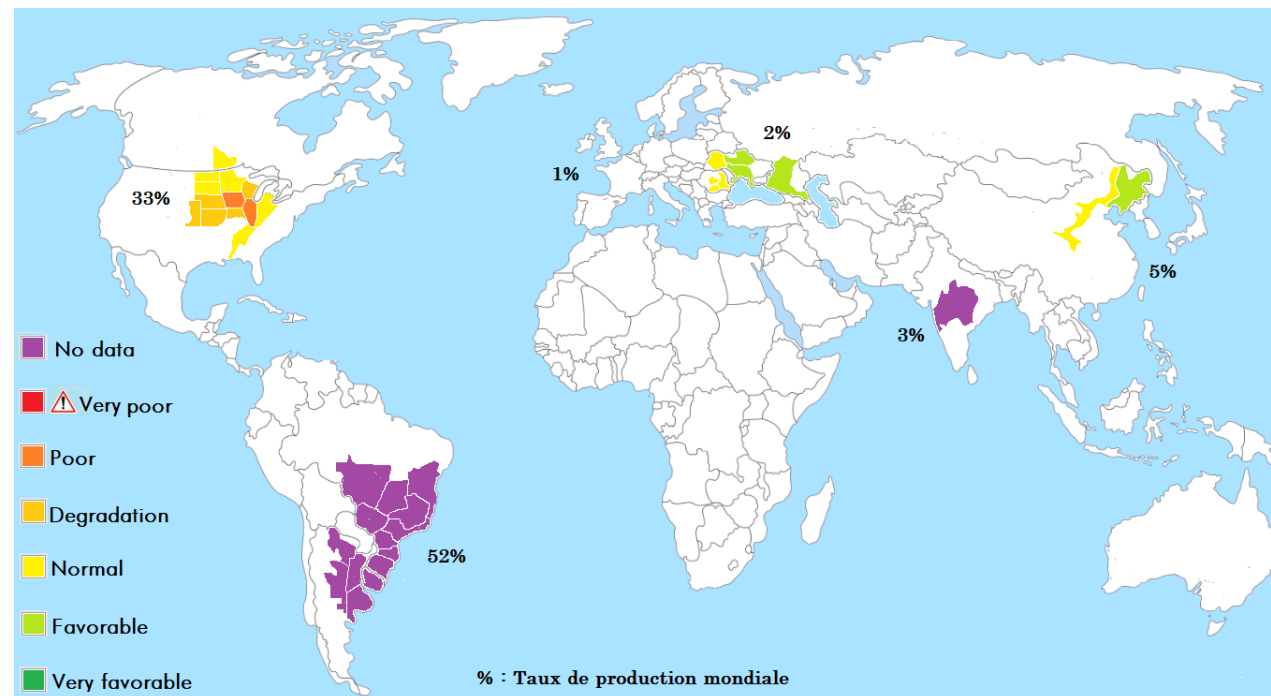 2%
1%
33%
5%
3%
No data
Very poor
Poor
Degradation
52%
Normal
Favorable
Very favorable
% : Taux de production mondiale